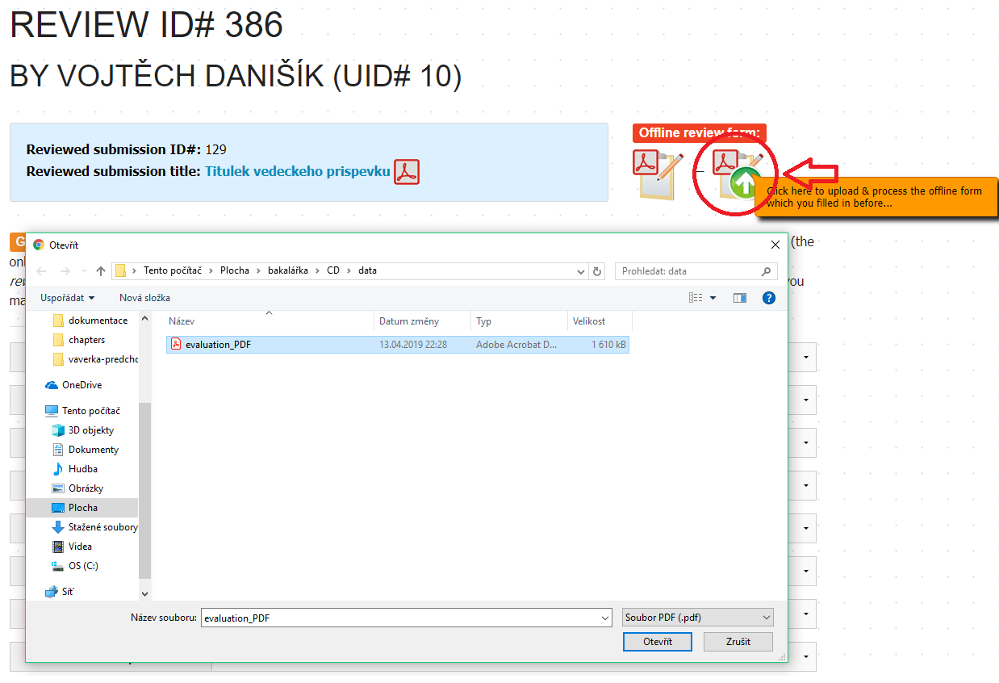 REVIEW ID# 386
BY VOJTĚCH DANIŠÍK (UID# 10)
Reviewed submission ID#: 129
Reviewed submission title: Titulek vedeckeho prispevku
Offline review form:
–
Click here to upload & process the offline form
which you filled in before...
G
(the
onl
rev
you
ma
Otevřít
Tento počítač
Plocha
bakalářka
CD
data
Prohledat: data
Uspořádat
Nová složka
dokumentace
chapters
vaverka-predcho
OneDrive
Tento počítač
3D objekty
Dokumenty
Hudba
Obrázky
Plocha
Stažené soubory
Videa
OS (C:)
Síť
Název
Datum změny
Typ
Velikost
evaluation_PDF
13.04.2019 22:28
Adobe Acrobat D...
1 610 kB
Název souboru:
evaluation_PDF
Soubor PDF (.pdf)
Otevřít
Zrušit